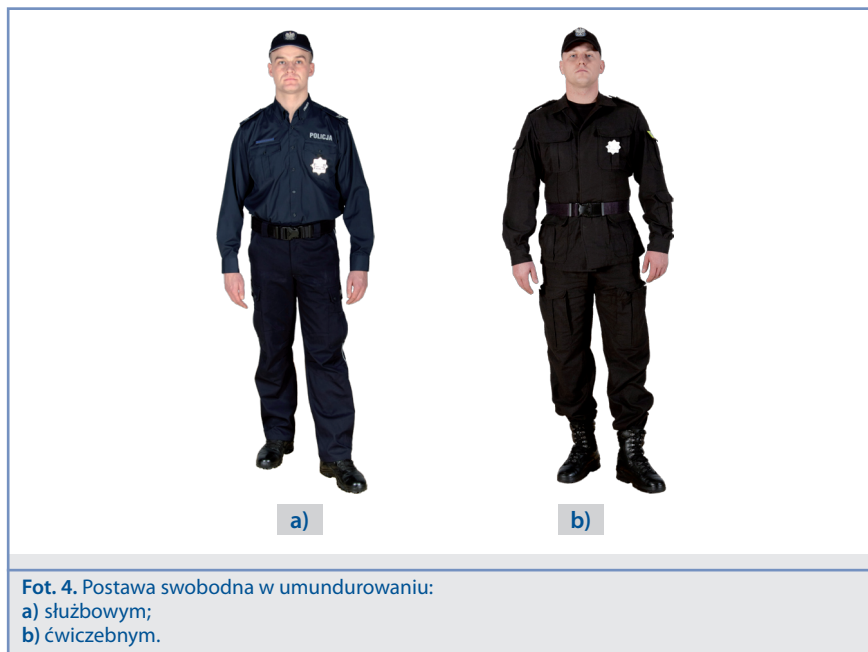 POLICJA
a)
b)
Fot. 4. Postawa swobodna w umundurowaniu:
a) służbowym;
b) ćwiczebnym.